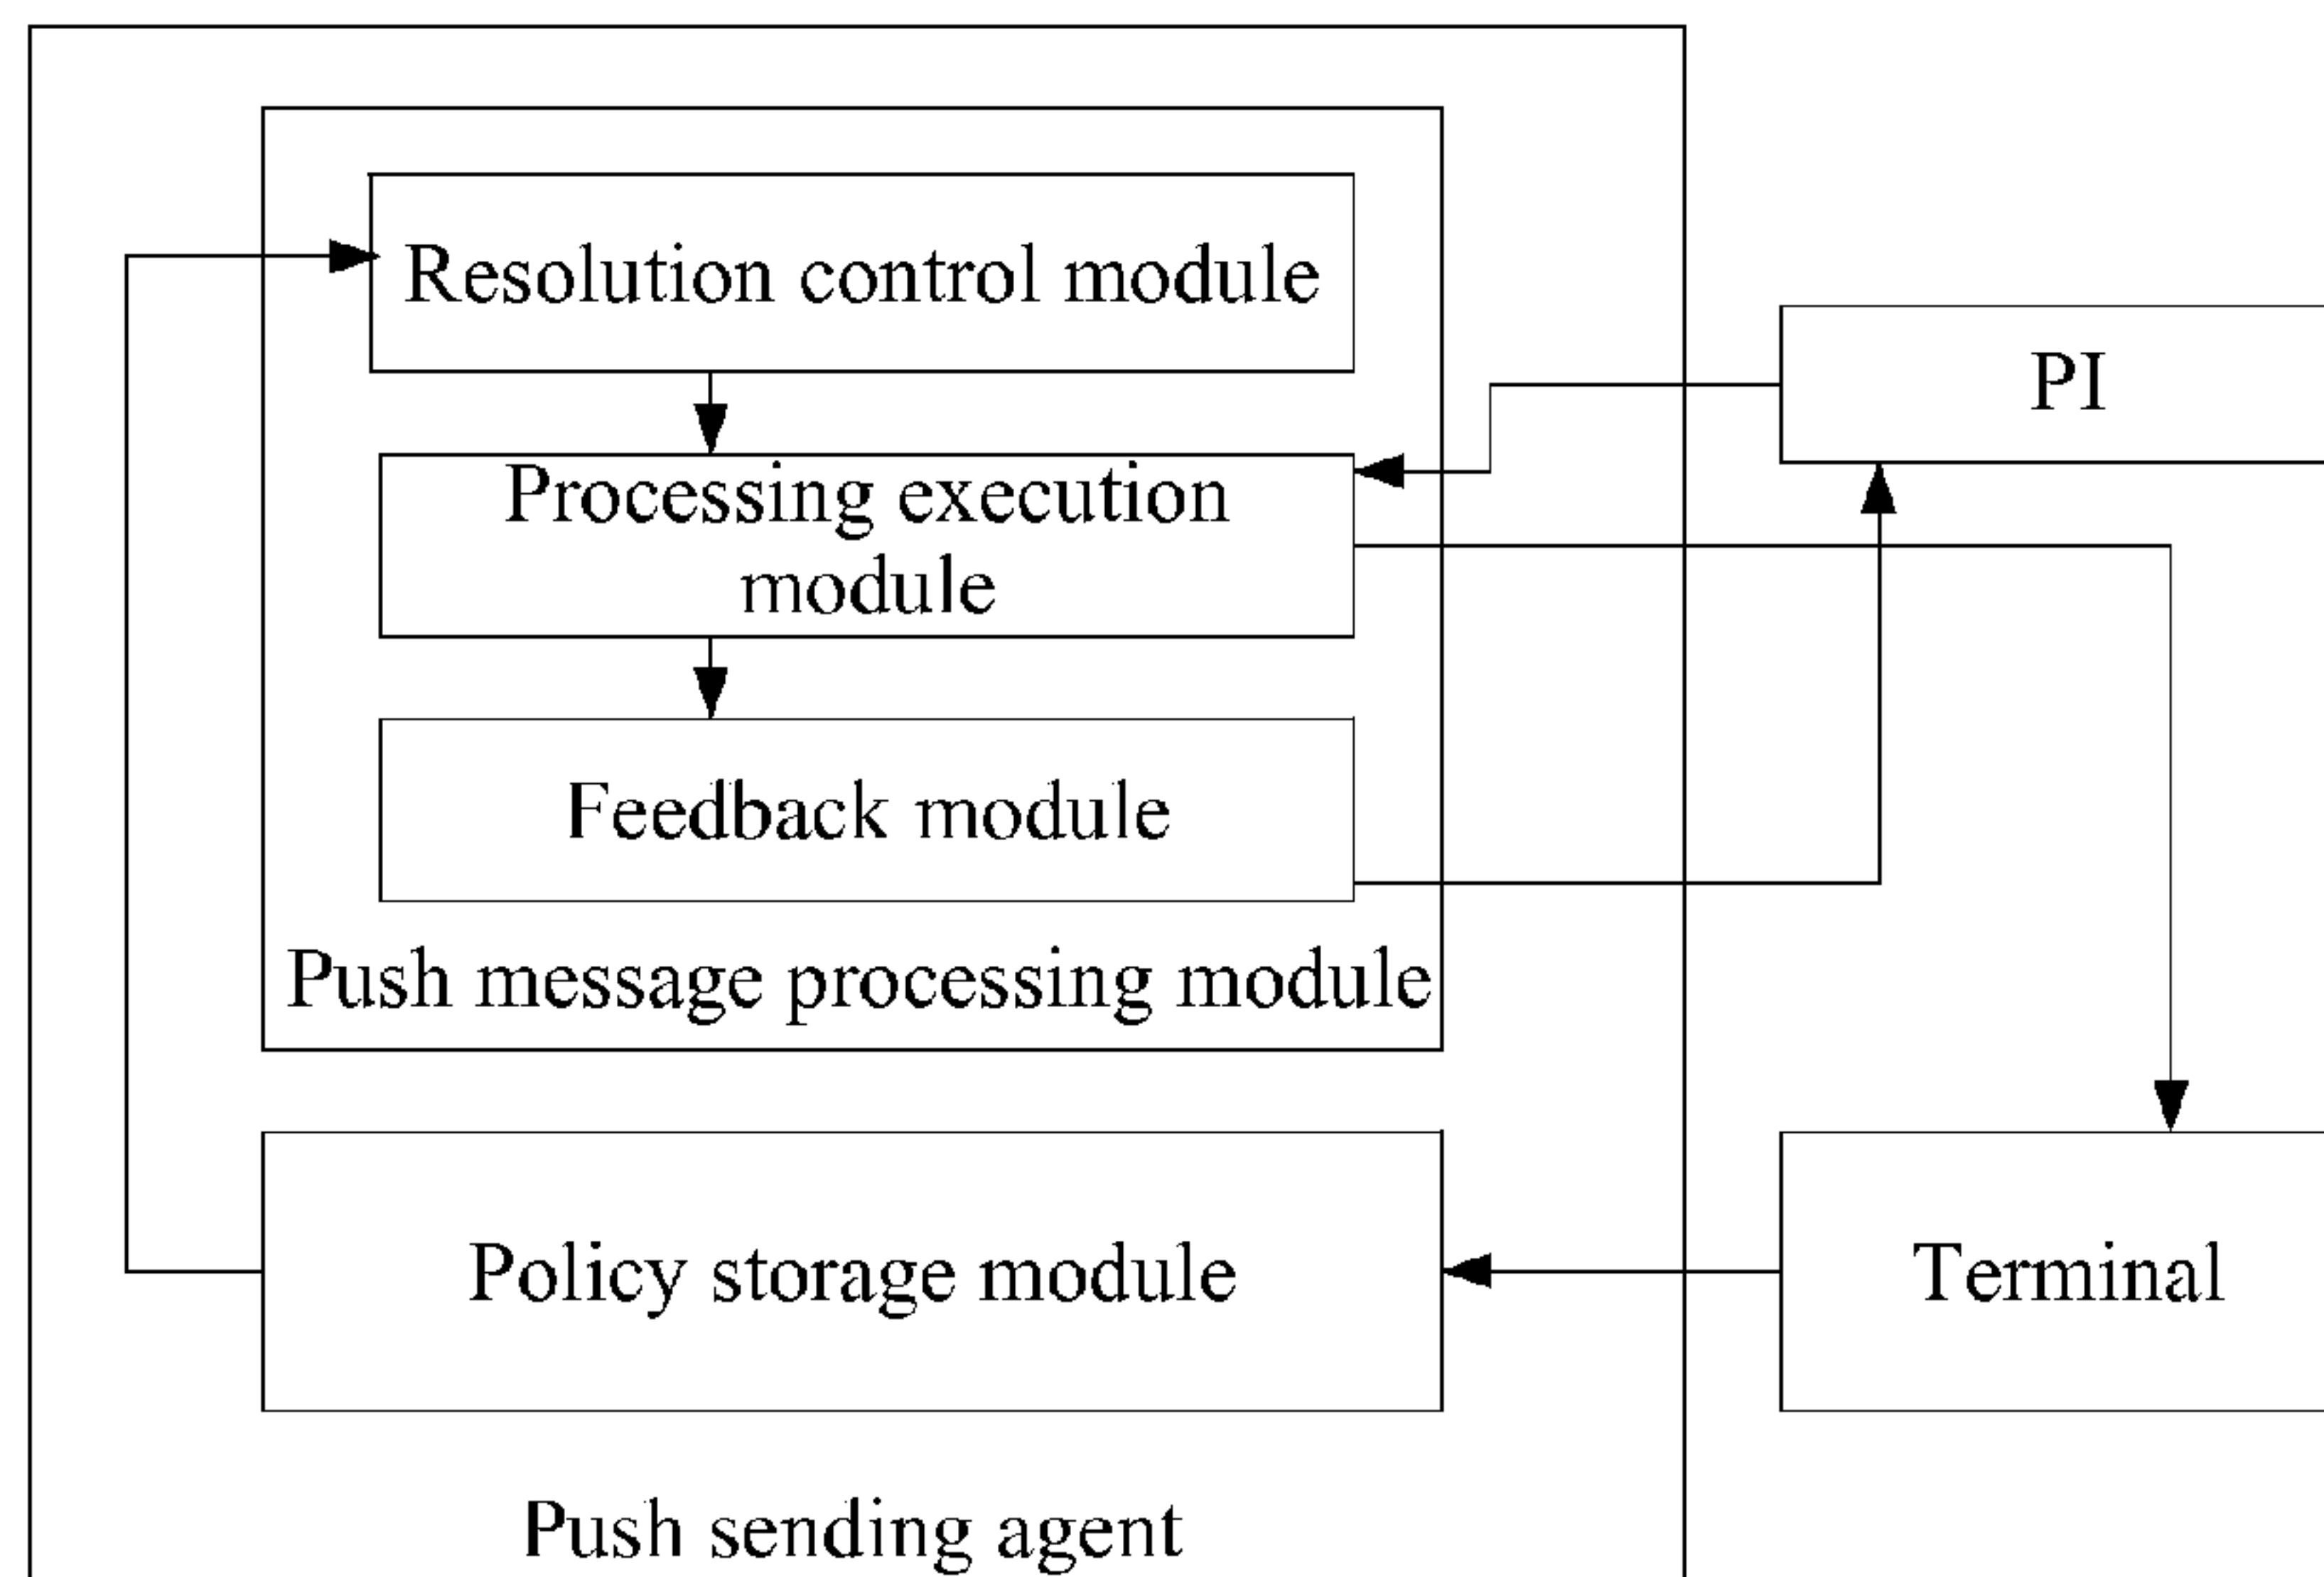 Resolution control module
PI
Processing execution
module
Feedback module
Push message processing module
Policy storage module
Terminal
Push sending agent